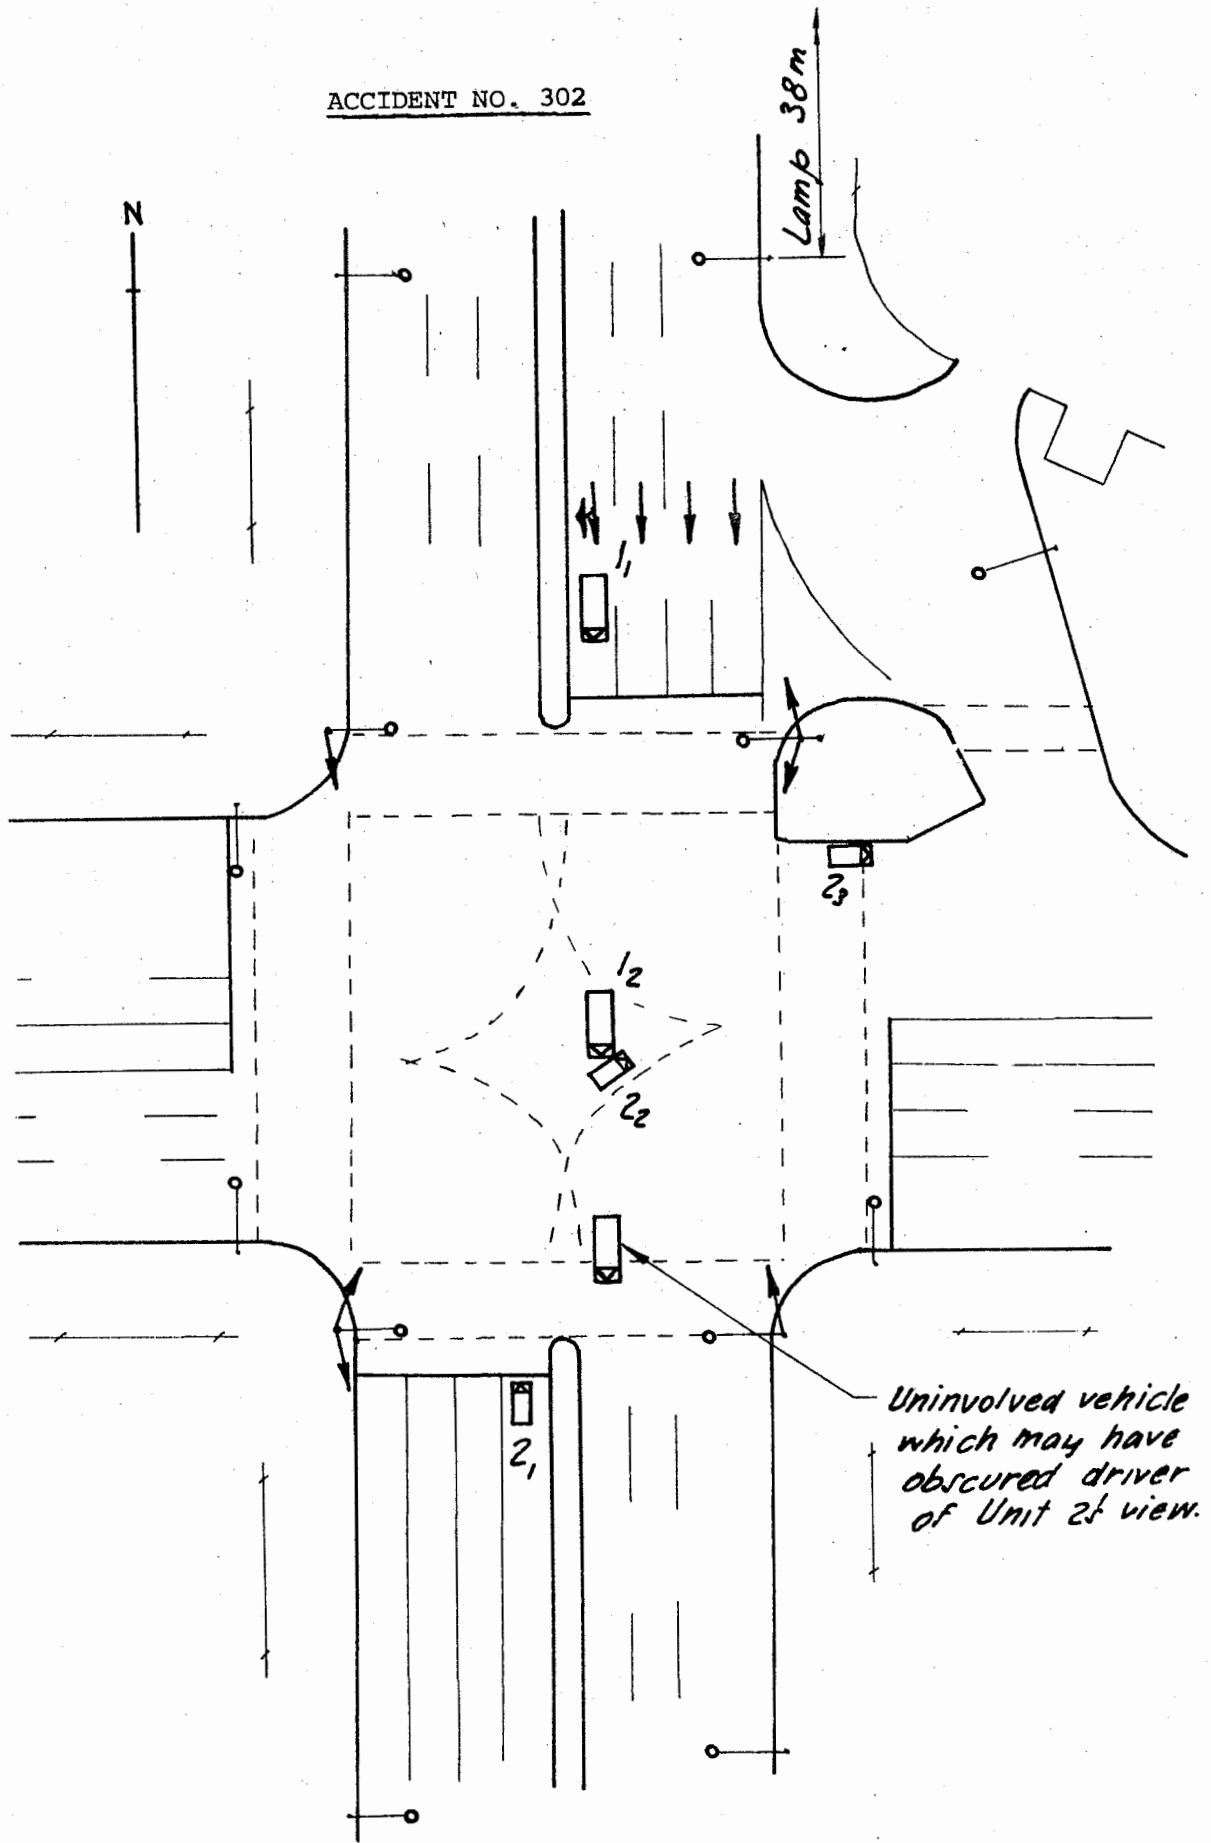 ACCIDENT NO. 302
Lamp 38m
N
1₁
2₃
1₂
2₂
2₁
Uninvolved vehicle
which may have
obscured driver
of Unit 2's view.